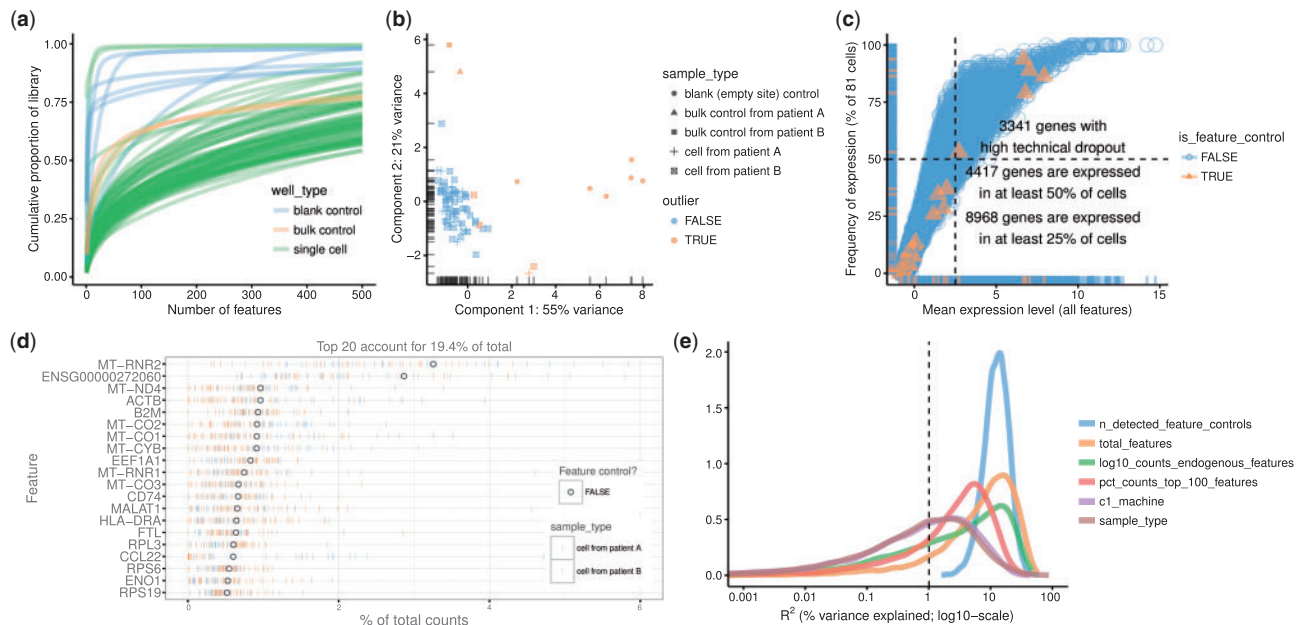 (a)
1.00
0.75
0.50
0.25
0.00
Cumulative proportion of library
0
100
200
300
400
500
Number of features
well_type
blank control
bulk control
single cell
(b)
6
4
2
0
−2
Component 2: 21% variance
0
2
4
6
8
Component 1: 55% variance
sample_type
blank (empty site) control
bulk control from patient A
bulk control from patient B
cell from patient A
cell from patient B
outlier
FALSE
TRUE
(c)
100
75
50
25
0
Frequency of expression (% of 81 cells)
3341 genes with
high technical dropout
4417 genes are expressed
in at least 50% of cells
8968 genes are expressed
in at least 25% of cells
0
5
10
15
Mean expression level (all features)
is_feature_control
FALSE
TRUE
(d)
Top 20 account for 19.4% of total
MT−RNR2
ENSG00000272060
MT−ND4
ACTB
B2M
MT−CO2
MT−CO1
MT−CYB
EEF1A1
MT−RNR1
MT−CO3
CD74
MALAT1
HLA−DRA
FTL
RPL3
CCL22
RPS6
ENO1
RPS19
Feature
0
2
4
6
% of total counts
Feature control?
FALSE
sample_type
cell from patient A
cell from patient B
(e)
2.0
1.5
1.0
0.5
0.0
0.001
0.01
0.1
1
10
100
R² (% variance explained; log10−scale)
n_detected_feature_controls
total_features
log10_counts_endogenous_features
pct_counts_top_100_features
c1_machine
sample_type